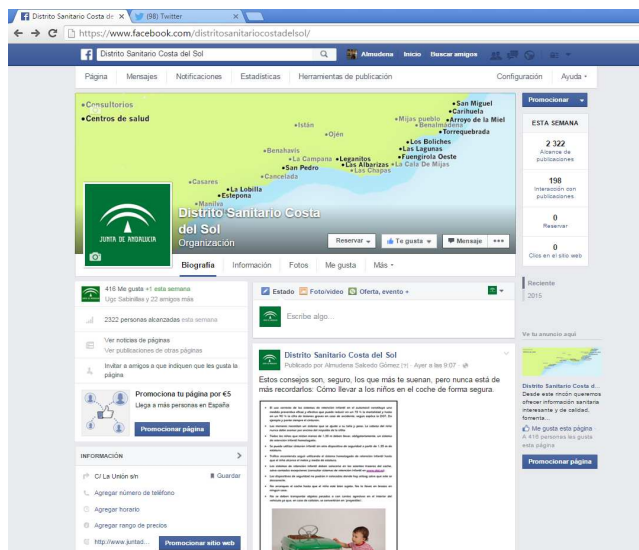 Distrito Sanitario Costa de
(98) Twitter
https://www.facebook.com/distritosanitariocostadelsol/
Distrito Sanitario Costa del Sol
Almudena Inicio Buscar amigos
Página Mensajes Notificaciones Estadísticas Herramientas de publicación Configuración Ayuda
Consultorios
Centros de salud
San Miguel
Carihuela
Mijas pueblo
Arroyo de la Miel
Benalmádena
Torrequebrada
Istán
Ojén
Los Boliches
Las Lagunas
Benahavis
Fuengirola Oeste
La Campana
Leganitos
San Pedro
Las Albarizas
La Cala De Mijas
Las Chapas
Cancelada
Casares
La Lobilla
Estepona
Manilva
JUNTA DE ANDALUCIA
Distrito Sanitario Costa
del Sol
Organización
Reservar Te gusta Mensaje
Biografía Información Fotos Me gusta Más
Promocionar
ESTA SEMANA
2 322
Alcance de
publicaciones
198
Interacción con
publicaciones
0
Reservar
0
Clics en el sitio web
Reciente
2015
416 Me gusta +1 esta semana
Ugc Sabinillas y 22 amigos más
2322 personas alcanzadas esta semana
Ver noticias de páginas
Ver publicaciones de otras páginas
Invitar a amigos a que indiquen que les gusta la
página
Promociona tu página por €5
Llega a más personas en España
Promocionar página
INFORMACIÓN
C/ La Unión s/n Guardar
Agregar número de teléfono
Agregar horario
Agregar rango de precios
http://www.juntad... Promocionar sitio web
Estado Foto/vídeo Oferta, evento +
Escribe algo...
Distrito Sanitario Costa del Sol
Publicado por Almudena Salcedo Gómez · Ayer a las 9:07
Estos consejos son, seguro, los que más te suenan, pero nunca está de
más recordarlos: Cómo llevar a los niños en el coche de forma segura.
Ve tu anuncio aquí
Distrito Sanitario Costa d...
Desde este rincón queremos
ofrecer información sanitaria
interesante y de calidad,
fomenta...
Me gusta esta página
A 416 personas les gusta
esta página
Promocionar página